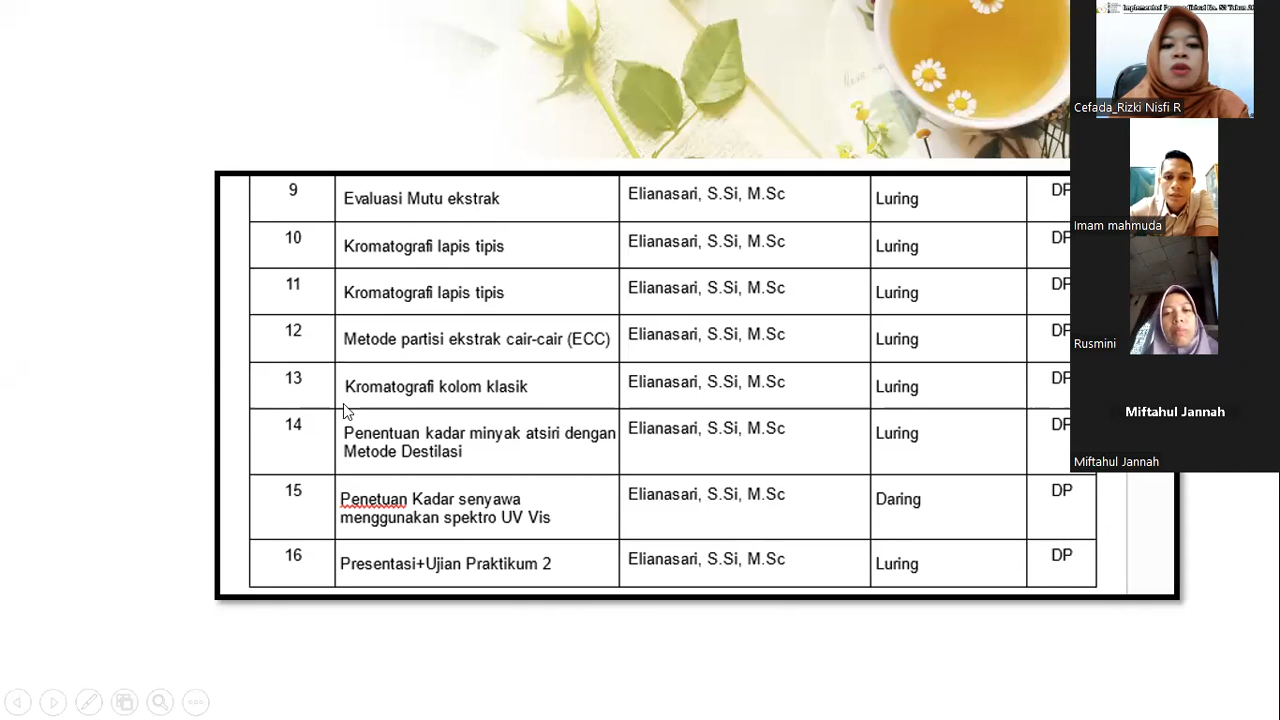 Cefada_Rizki Nisfi R
Imam mahmuda
Rusmini
Miftahul Jannah
Miftahul Jannah
9 Evaluasi Mutu ekstrak Elianasari, S.Si, M.Sc Luring DP
10 Kromatografi lapis tipis Elianasari, S.Si, M.Sc Luring DP
11 Kromatografi lapis tipis Elianasari, S.Si, M.Sc Luring DP
12 Metode partisi ekstrak cair-cair (ECC) Elianasari, S.Si, M.Sc Luring DP
13 Kromatografi kolom klasik Elianasari, S.Si, M.Sc Luring DP
14 Penentuan kadar minyak atsiri dengan Elianasari, S.Si, M.Sc Luring DP
Metode Destilasi
15 Penetuan Kadar senyawa Elianasari, S.Si, M.Sc Daring DP
menggunakan spektro UV Vis
16 Presentasi+Ujian Praktikum 2 Elianasari, S.Si, M.Sc Luring DP